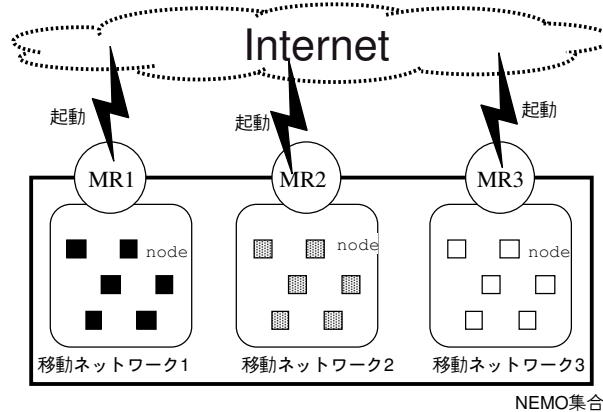 Internet
起動
起動
起動
MR1
MR2
MR3
node
node
node
移動ネットワーク1
移動ネットワーク2
移動ネットワーク3
NEMO集合